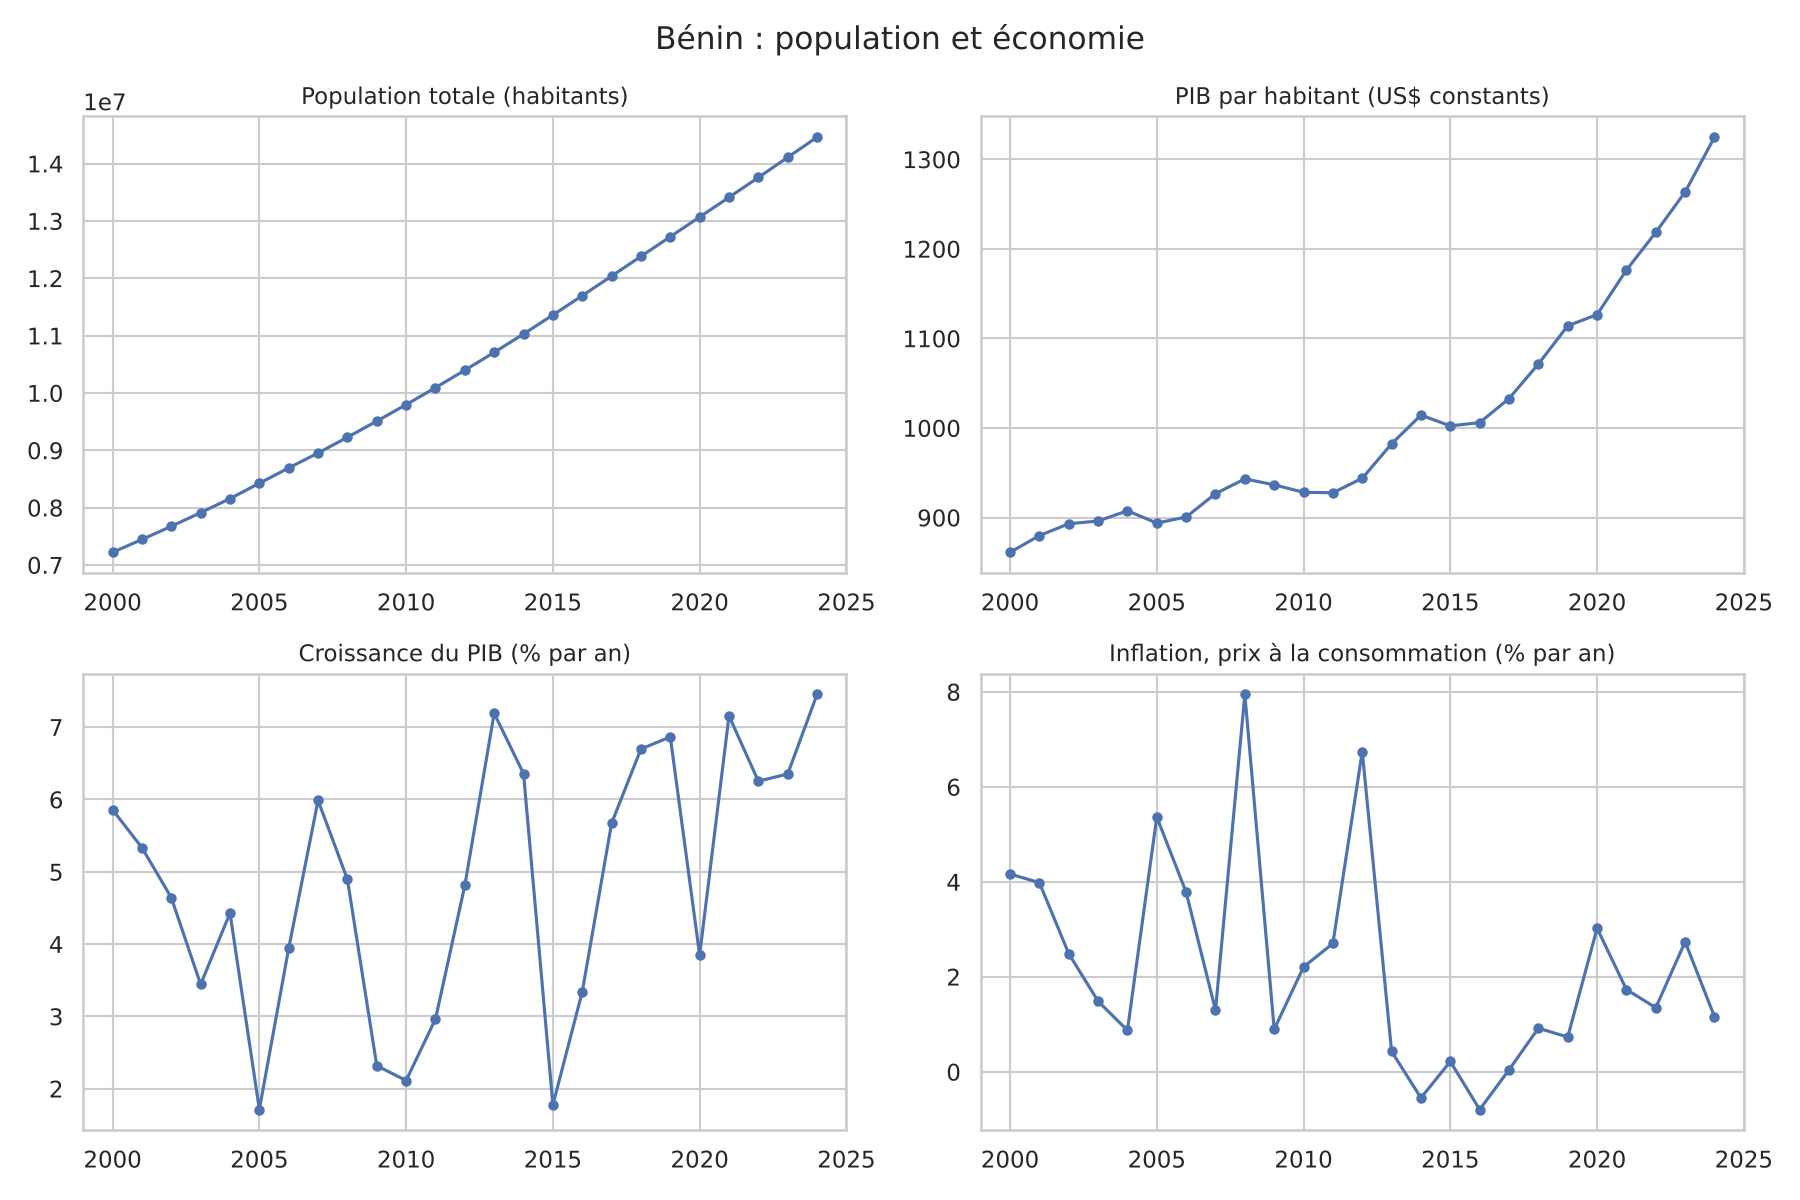 Bénin : population et économie
Population totale (habitants)
1e7
1.4
1.3
1.2
1.1
1.0
0.9
0.8
0.7
2000 2005 2010 2015 2020 2025
PIB par habitant (US$ constants)
1300
1200
1100
1000
900
2000 2005 2010 2015 2020 2025
Croissance du PIB (% par an)
7
6
5
4
3
2
2000 2005 2010 2015 2020 2025
Inflation, prix à la consommation (% par an)
8
6
4
2
0
2000 2005 2010 2015 2020 2025